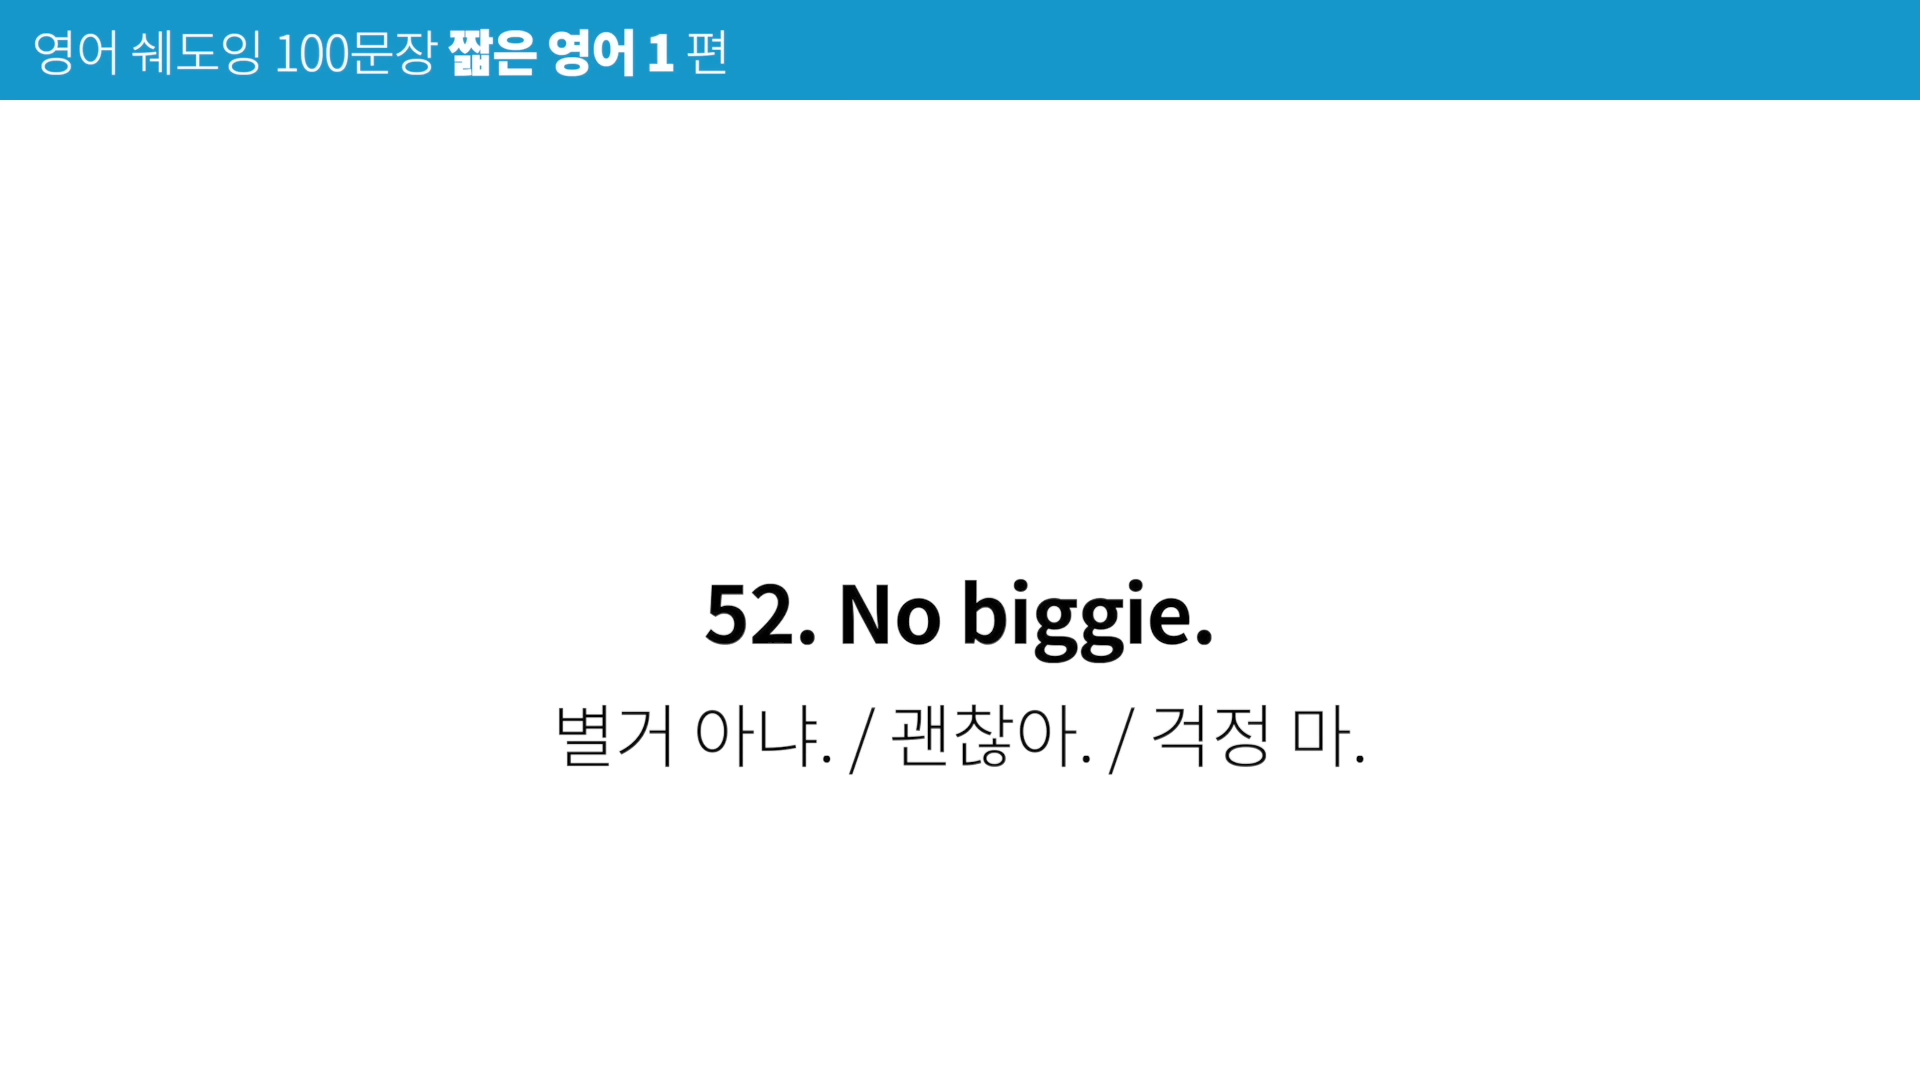 영어 쉐도잉 100문장 짧은 영어 1 편
52. No biggie.
별거 아냐. / 괜찮아. / 걱정 마.